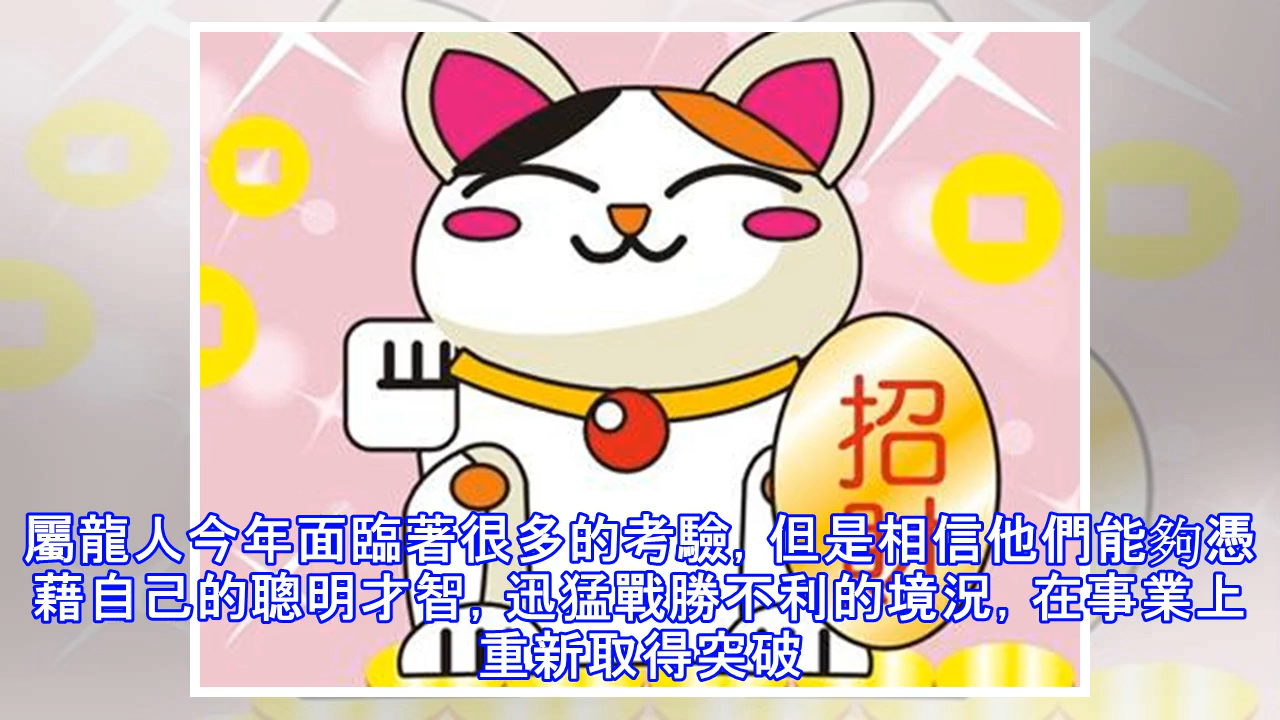 招
財
屬龍人今年面臨著很多的考驗, 但是相信他們能夠憑
藉自己的聰明才智, 迅猛戰勝不利的境況, 在事業上
重新取得突破